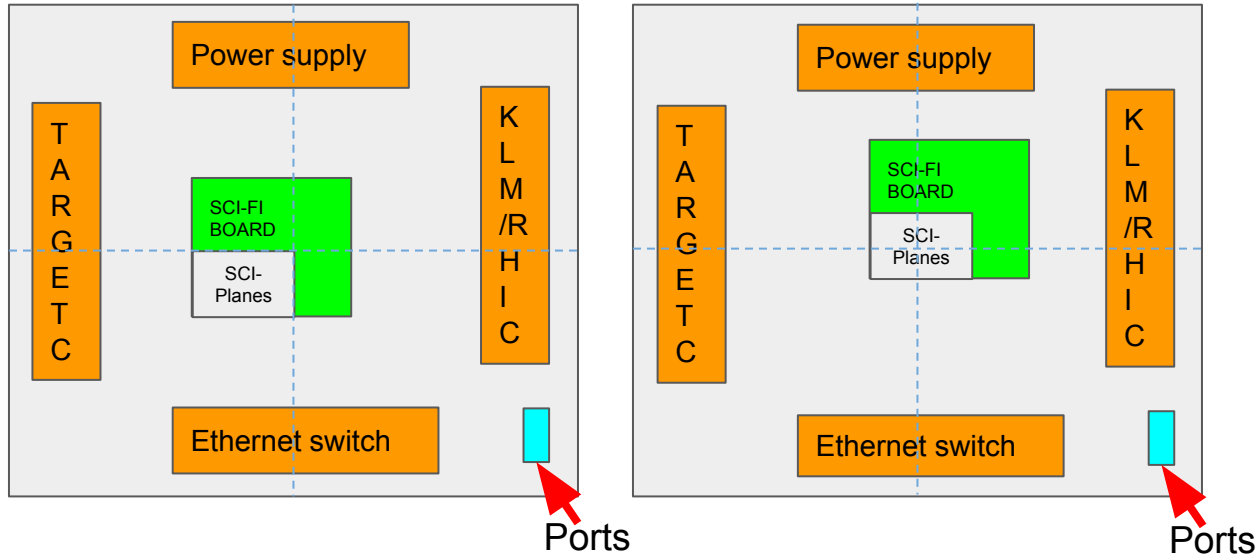 Power supply
T
A
R
G
E
T
C
K
L
M
/R
H
I
C
SCI-FI
BOARD
SCI-
Planes
Ethernet switch
Ports
Power supply
T
A
R
G
E
T
C
K
L
M
/R
H
I
C
SCI-FI
BOARD
SCI-
Planes
Ethernet switch
Ports